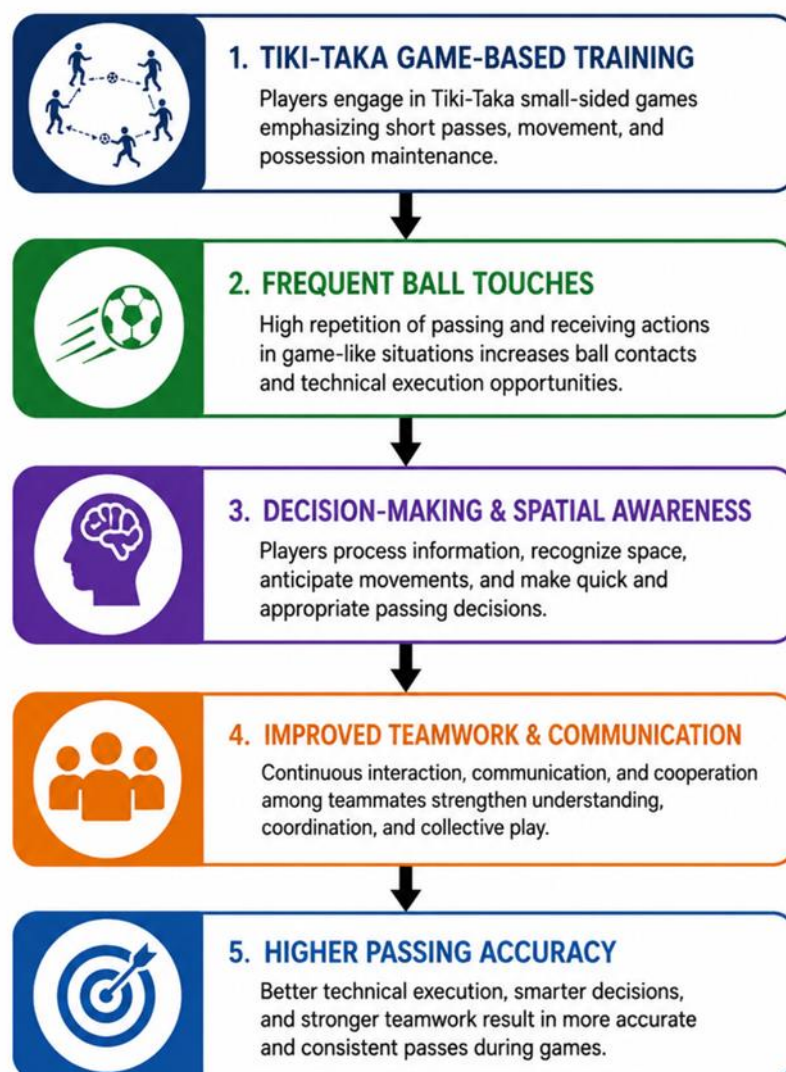 1. TIKI-TAKA GAME-BASED TRAINING
Players engage in Tiki-Taka small-sided games
emphasizing short passes, movement, and
possession maintenance.
2. FREQUENT BALL TOUCHES
High repetition of passing and receiving actions
in game-like situations increases ball contacts
and technical execution opportunities.
3. DECISION-MAKING & SPATIAL AWARENESS
Players process information, recognize space,
anticipate movements, and make quick and
appropriate passing decisions.
4. IMPROVED TEAMWORK & COMMUNICATION
Continuous interaction, communication, and cooperation
among teammates strengthen understanding,
coordination, and collective play.
5. HIGHER PASSING ACCURACY
Better technical execution, smarter decisions,
and stronger teamwork result in more accurate
and consistent passes during games.